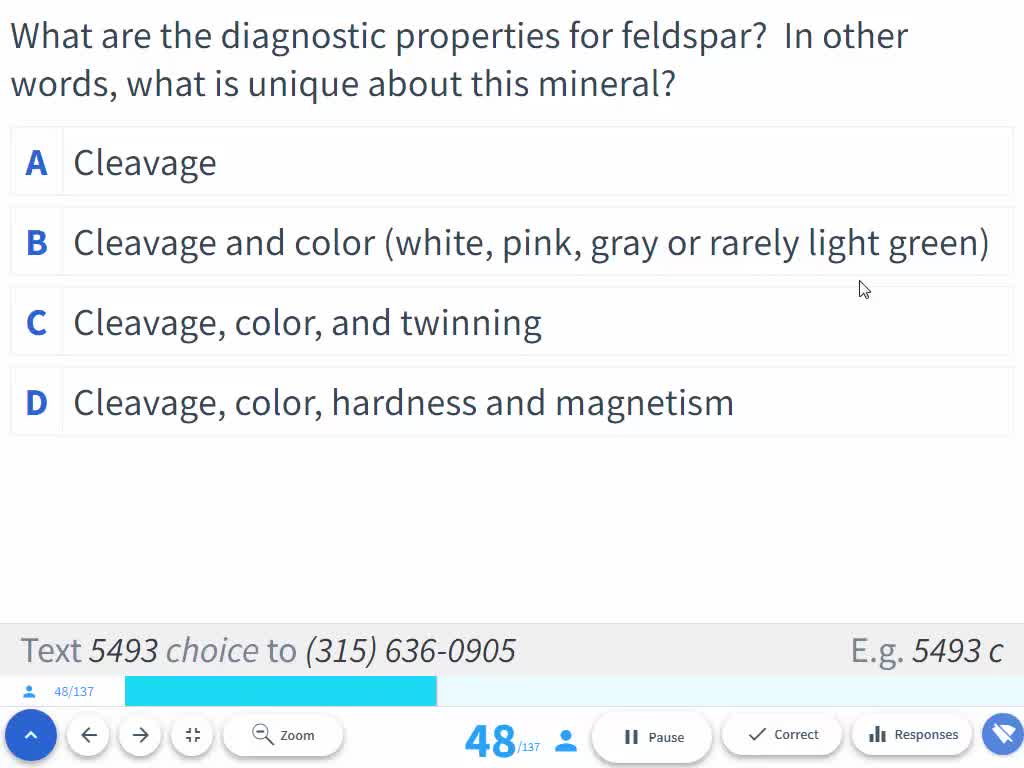 What are the diagnostic properties for feldspar? In other
words, what is unique about this mineral?
A Cleavage
B Cleavage and color (white, pink, gray or rarely light green)
C Cleavage, color, and twinning
D Cleavage, color, hardness and magnetism
Text 5493 choice to (315) 636-0905 E.g. 5493 c
48/137
Zoom 48/137 Pause Correct Responses